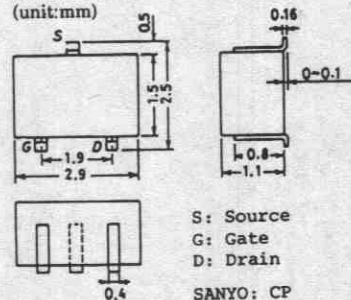 (unit:mm)
S
0.5
0.16
1.5
2.5
0~0.1
G
D
1.9
2.9
0.8
1.1
0.4
S: Source
G: Gate
D: Drain
SANYO: CP